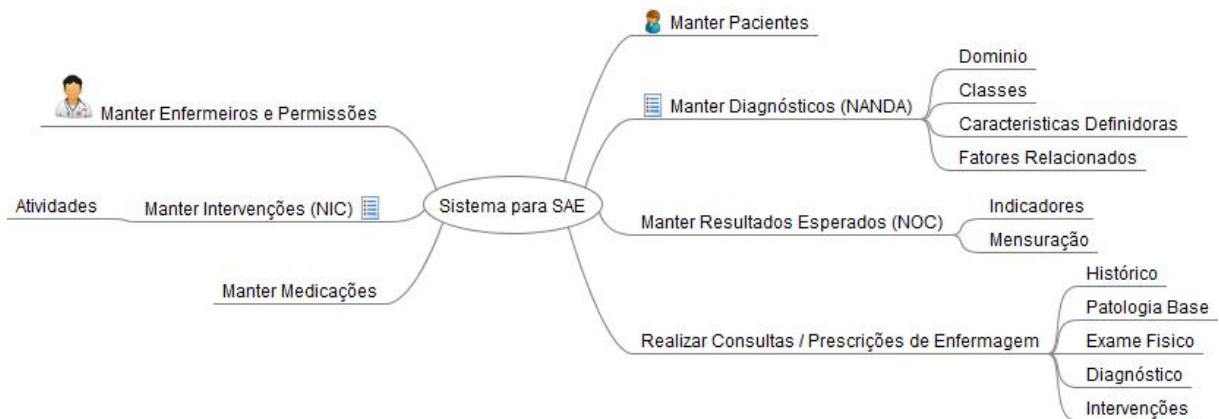 Manter Pacientes
Dominio
Manter Diagnósticos (NANDA)
Classes
Caracteristicas Definidoras
Fatores Relacionados
Manter Enfermeiros e Permissões
Sistema para SAE
Atividades
Manter Intervenções (NIC)
Manter Resultados Esperados (NOC)
Indicadores
Mensuração
Manter Medicações
Realizar Consultas / Prescrições de Enfermagem
Histórico
Patologia Base
Exame Fisico
Diagnóstico
Intervenções